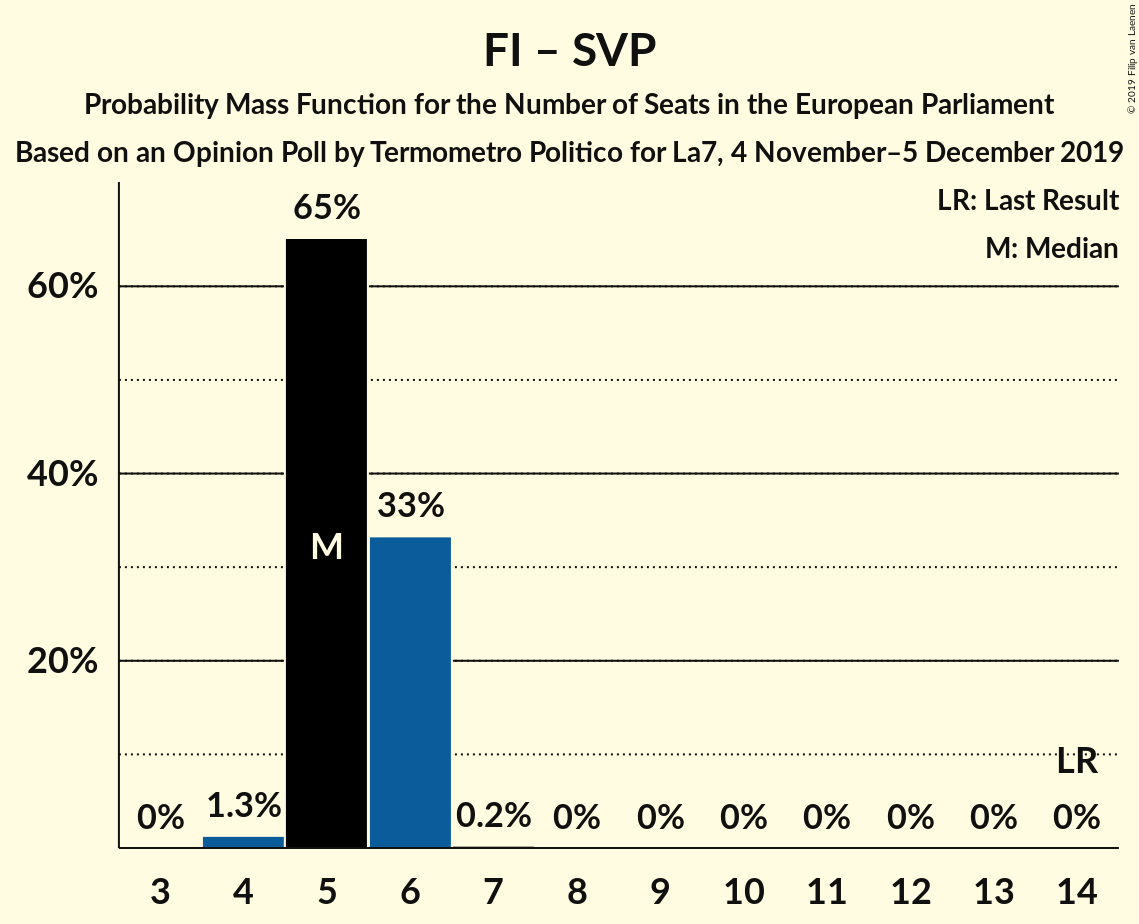 FI – SVP
Probability Mass Function for the Number of Seats in the European Parliament
Based on an Opinion Poll by Termometro Politico for La7, 4 November–5 December 2019
© 2019 Filip van Laenen
LR: Last Result
M: Median
60%
40%
20%
0%
1.3%
65%
M
33%
0.2%
0%
0%
0%
0%
0%
0%
LR
0%
3 4 5 6 7 8 9 10 11 12 13 14